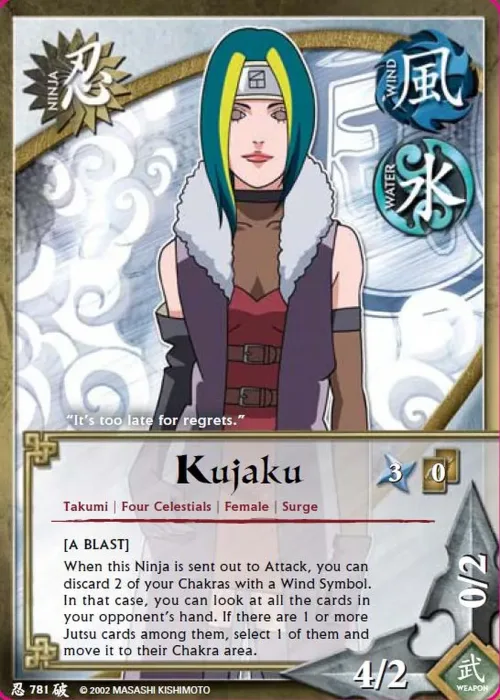 NINJA
忍
WIND
風
WATER
氷
"It's too late for regrets."
Kujaku
3
0
Takumi | Four Celestials | Female | Surge
[A BLAST]
When this Ninja is sent out to Attack, you can
discard 2 of your Chakras with a Wind Symbol.
In that case, you can look at all the cards in
your opponent's hand. If there are 1 or more
Jutsu cards among them, select 1 of them and
move it to their Chakra area.
0/2
4/2
武
WEAPON
忍 781 破 © 2002 MASASHI KISHIMOTO